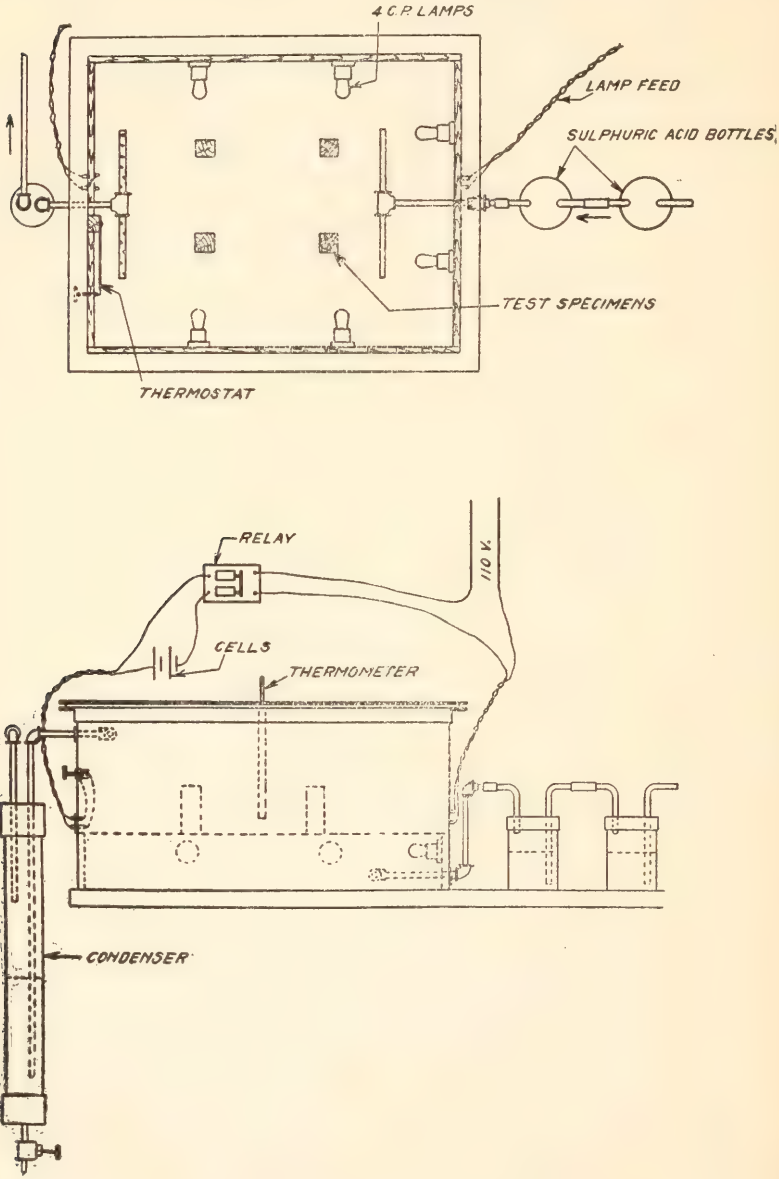 4 C.P. LAMPS
LAMP FEED
SULPHURIC ACID BOTTLES,
TEST SPECIMENS
THERMOSTAT
RELAY
110 V.
CELLS
THERMOMETER
CONDENSER